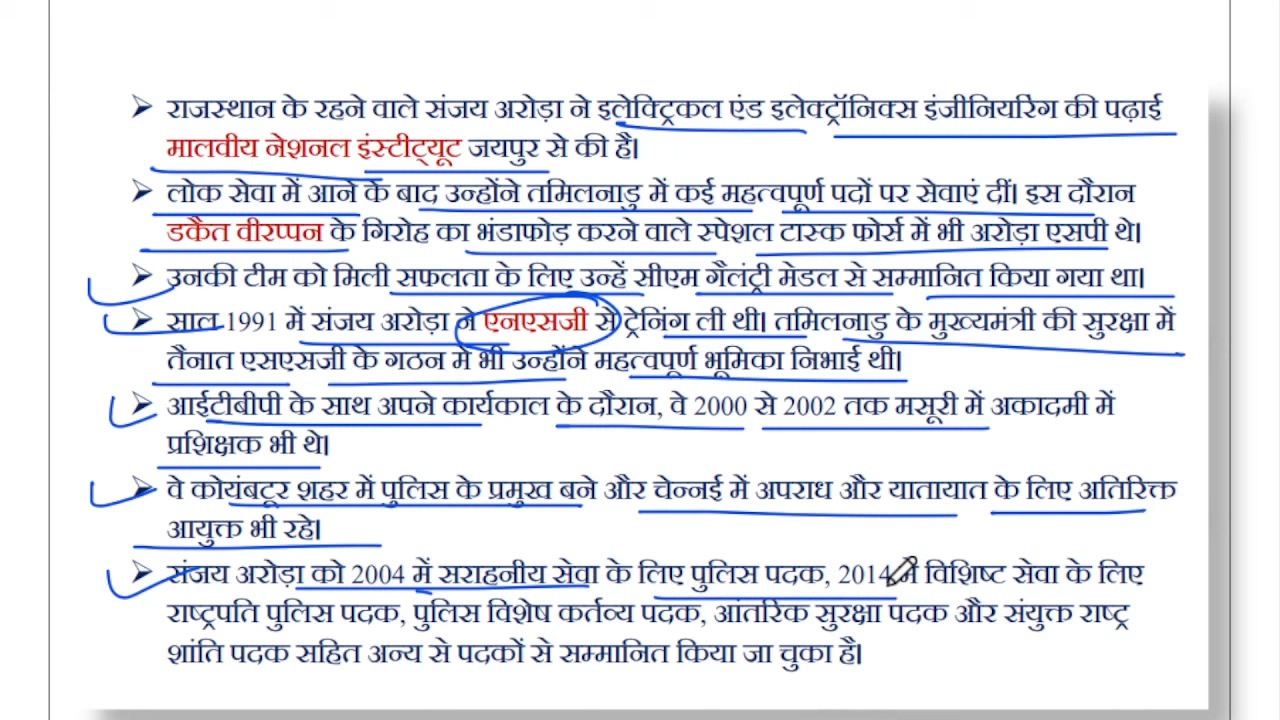 राजस्थान के रहने वाले संजय अरोड़ा ने इलेक्ट्रिकल एंड इलेक्ट्रॉनिक्स इंजीनियरिंग की पढ़ाई
मालवीय नेशनल इंस्टीट्यूट जयपुर से की है।
लोक सेवा में आने के बाद उन्होंने तमिलनाडु में कई महत्वपूर्ण पदों पर सेवाएं दीं। इस दौरान
डकैत वीरप्पन के गिरोह का भंडाफोड़ करने वाले स्पेशल टास्क फोर्स में भी अरोड़ा एसपी थे।
उनकी टीम को मिली सफलता के लिए उन्हें सीएम गैलंट्री मेडल से सम्मानित किया गया था।
साल 1991 में संजय अरोड़ा ने एनएसजी से ट्रेनिंग ली थी। तमिलनाडु के मुख्यमंत्री की सुरक्षा में
तैनात एसएसजी के गठन में भी उन्होंने महत्वपूर्ण भूमिका निभाई थी।
आईटीबीपी के साथ अपने कार्यकाल के दौरान, वे 2000 से 2002 तक मसूरी में अकादमी में
प्रशिक्षक भी थे।
वे कोयंबटूर शहर में पुलिस के प्रमुख बने और चेन्नई में अपराध और यातायात के लिए अतिरिक्त
आयुक्त भी रहे।
संजय अरोड़ा को 2004 में सराहनीय सेवा के लिए पुलिस पदक, 2014 में विशिष्ट सेवा के लिए
राष्ट्रपति पुलिस पदक, पुलिस विशेष कर्तव्य पदक, आंतरिक सुरक्षा पदक और संयुक्त राष्ट्र
शांति पदक सहित अन्य से पदकों से सम्मानित किया जा चुका है।